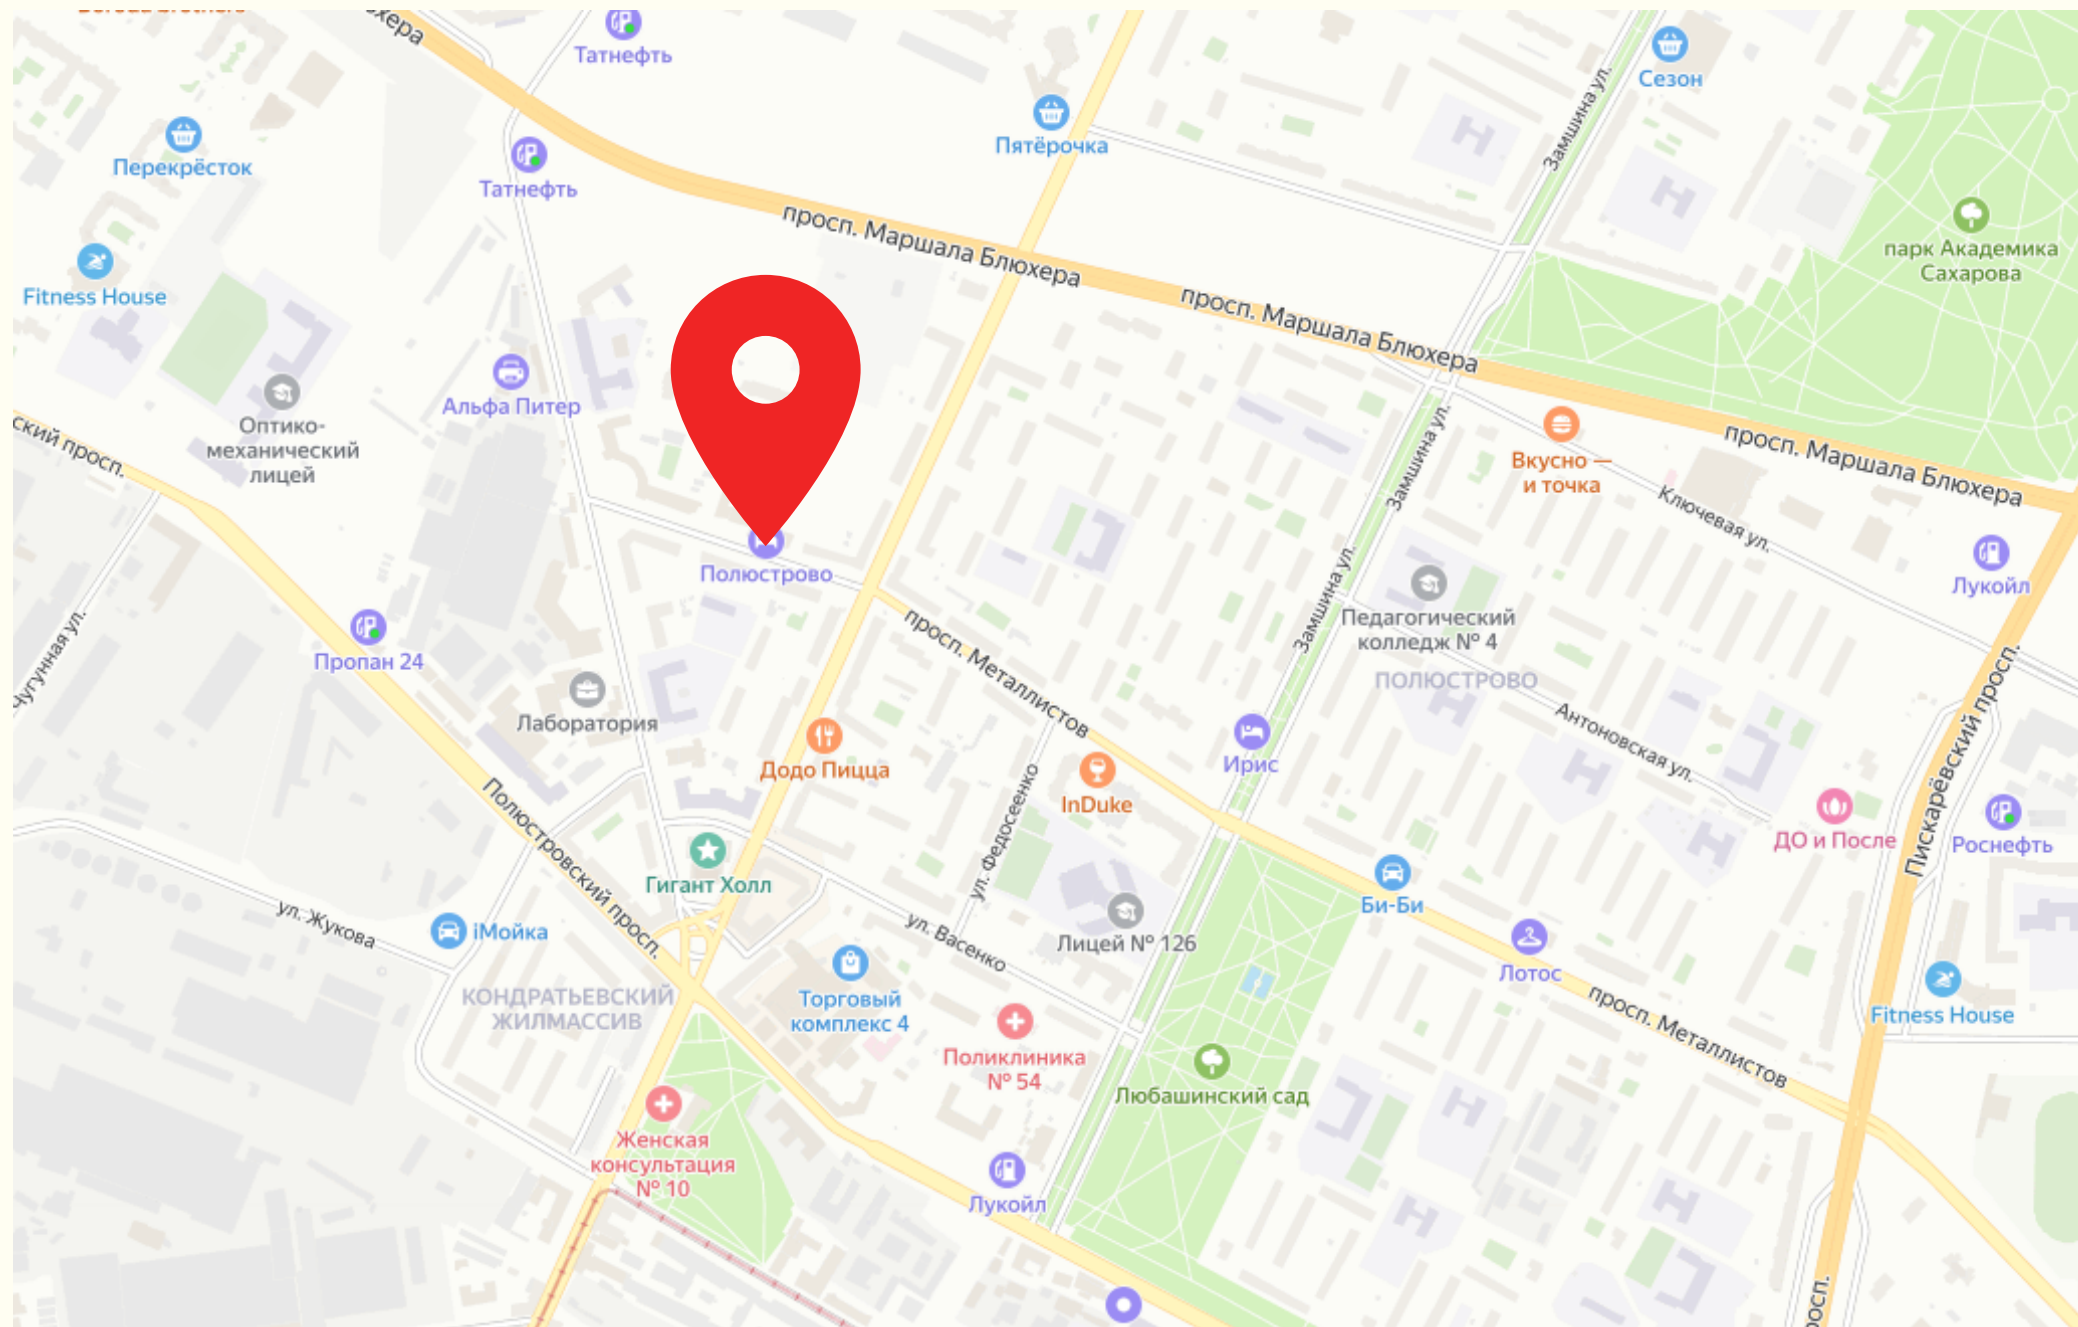 Татнефть
Сезон
Пятёрочка
Замшина ул.
Перекрёсток
Татнефть
просп. Маршала Блюхера
парк Академика
Сахарова
Fitness House
просп. Маршала Блюхера
Альфа Питер
Оптико-
механический
лицей
ский просп.
Замшина ул.
Вкусно —
и точка
просп. Маршала Блюхера
Ключевая ул.
Полюстрово
Лукойл
Замшина ул.
Педагогический
колледж № 4
ПОЛЮСТРОВО
просп. Металлистов
Чугунная ул.
Пропан 24
Лаборатория
Антоновская ул.
Пискарёвский просп.
Додо Пицца
Ирис
InDuke
ул. Федосеенко
Полюстровский просп.
ДО и После
Роснефть
Гигант Холл
Би-Би
ул. Жукова
iМойка
ул. Васенко
Лицей № 126
Лотос
КОНДРАТЬЕВСКИЙ
ЖИЛМАССИВ
Торговый
комплекс 4
просп. Металлистов
Fitness House
Поликлиника
№ 54
Любашинский сад
Женская
консультация
№ 10
Лукойл